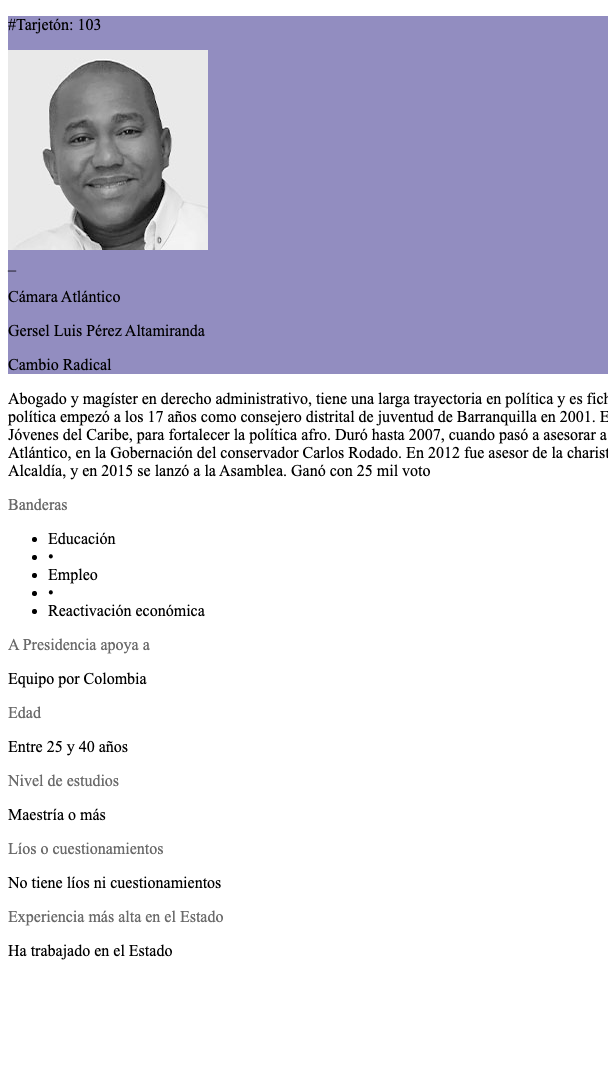 #Tarjetón: 103
_
Cámara Atlántico
Gersel Luis Pérez Altamiranda
Cambio Radical
Abogado y magíster en derecho administrativo, tiene una larga trayectoria en política y es fich
política empezó a los 17 años como consejero distrital de juventud de Barranquilla en 2001. E
Jóvenes del Caribe, para fortalecer la política afro. Duró hasta 2007, cuando pasó a asesorar a
Atlántico, en la Gobernación del conservador Carlos Rodado. En 2012 fue asesor de la charist
Alcaldía, y en 2015 se lanzó a la Asamblea. Ganó con 25 mil voto
Banderas
• Educación
• •
• Empleo
• •
• Reactivación económica
A Presidencia apoya a
Equipo por Colombia
Edad
Entre 25 y 40 años
Nivel de estudios
Maestría o más
Líos o cuestionamientos
No tiene líos ni cuestionamientos
Experiencia más alta en el Estado
Ha trabajado en el Estado